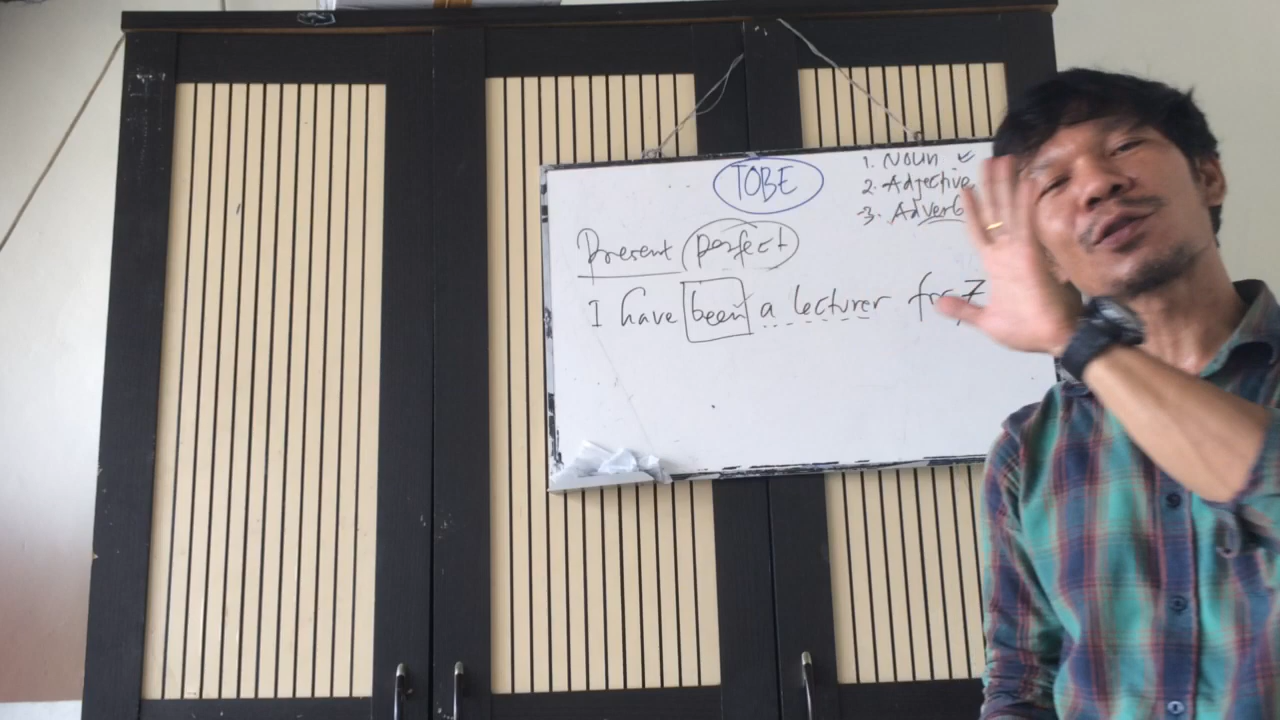 TOBE
1. Noun ✓
2. Adjective
3. Adverb
Present perfect
I have been a lecturer for 7